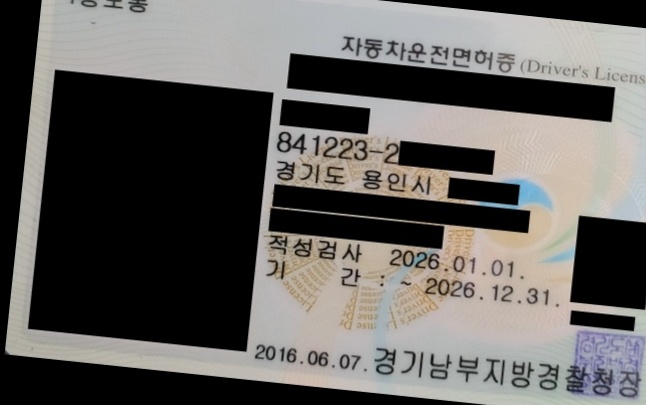 자동차운전면허증 (Driver's Licens
841223-2
경기도 용인시
적성검사 2026.01.01.
기 간 : ~ 2026.12.31.
2016.06.07. 경기남부지방경찰청장